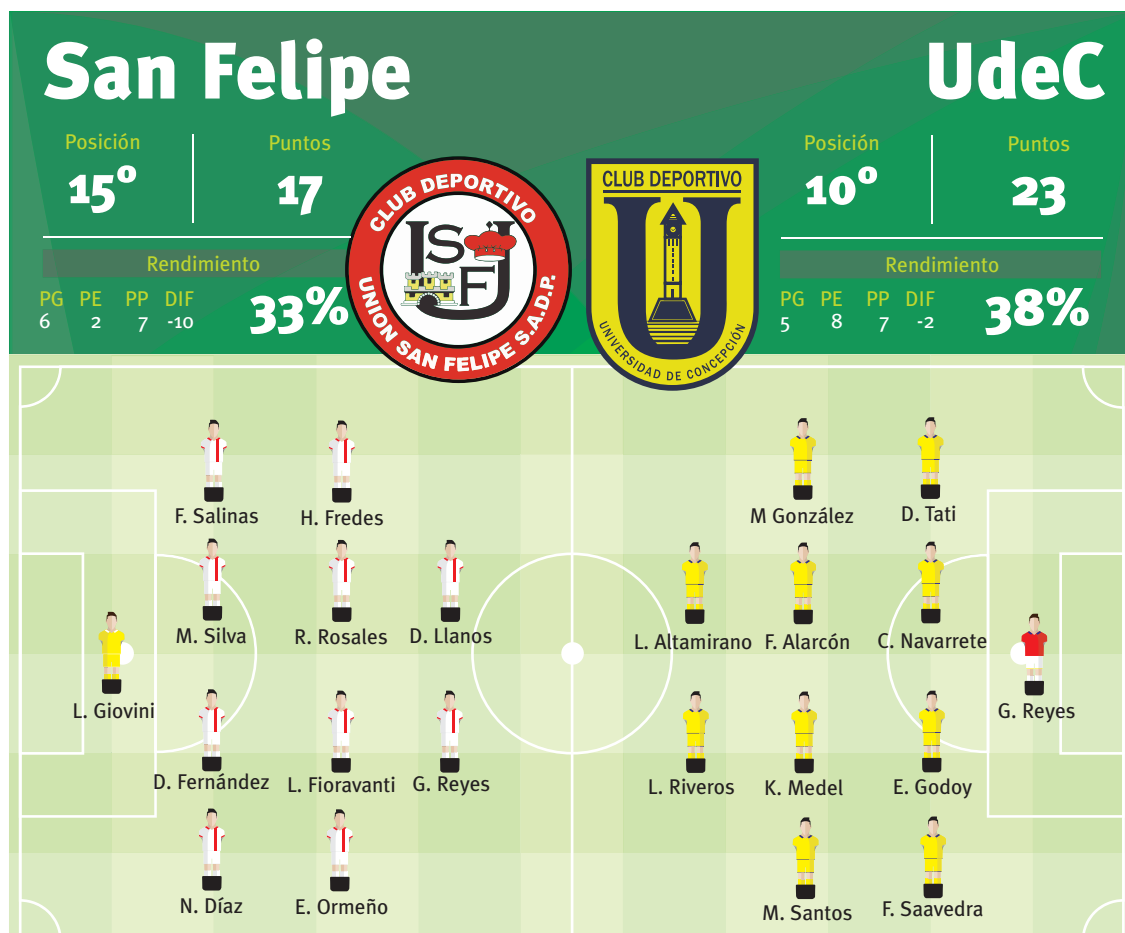 San Felipe
UdeC
Posición
Puntos
15º
17
Posición
Puntos
10º
23
Rendimiento
PG PE PP DIF
6 2 7 -10
33%
Rendimiento
PG PE PP DIF
5 8 7 -2
38%
CLUB DEPORTIVO
UNION SAN FELIPE S.A.D.P.
U S F
CLUB DEPORTIVO
U
UNIVERSIDAD DE CONCEPCIÓN
F. Salinas
H. Fredes
M González
D. Tati
M. Silva
R. Rosales
D. Llanos
L. Altamirano
F. Alarcón
C. Navarrete
L. Giovini
G. Reyes
D. Fernández
L. Fioravanti
G. Reyes
L. Riveros
K. Medel
E. Godoy
N. Díaz
E. Ormeño
M. Santos
F. Saavedra